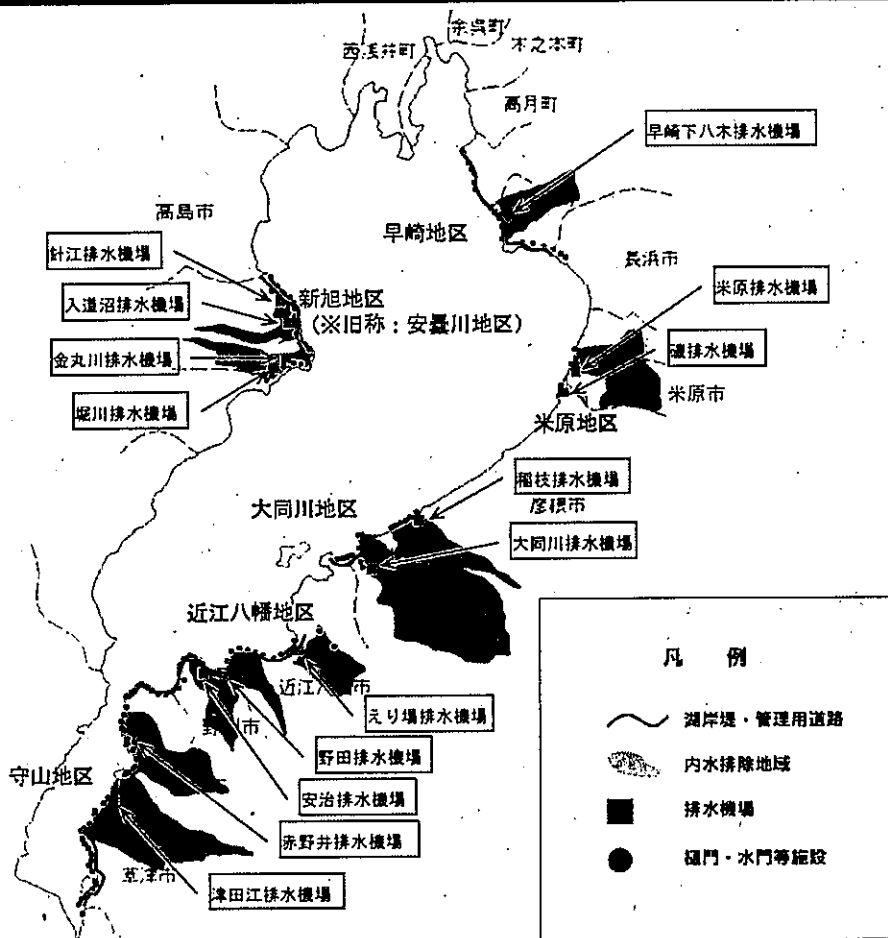 余呉町
西浅井町
木之本町
高月町
早崎下八木排水機場
高島市
早崎地区
長浜市
針江排水機場
新旭地区
米原排水機場
入道沼排水機場
(※旧称：安曇川地区)
金丸川排水機場
磯排水機場
米原市
堀川排水機場
米原地区
稲枝排水機場
大同川地区
彦根市
大同川排水機場
近江八幡地区
えり場排水機場
野田排水機場
守山地区
安治排水機場
赤野井排水機場
草津市
津田江排水機場
凡 例
湖岸堤・管理用道路
内水排除地域
排水機場
樋門・水門等施設